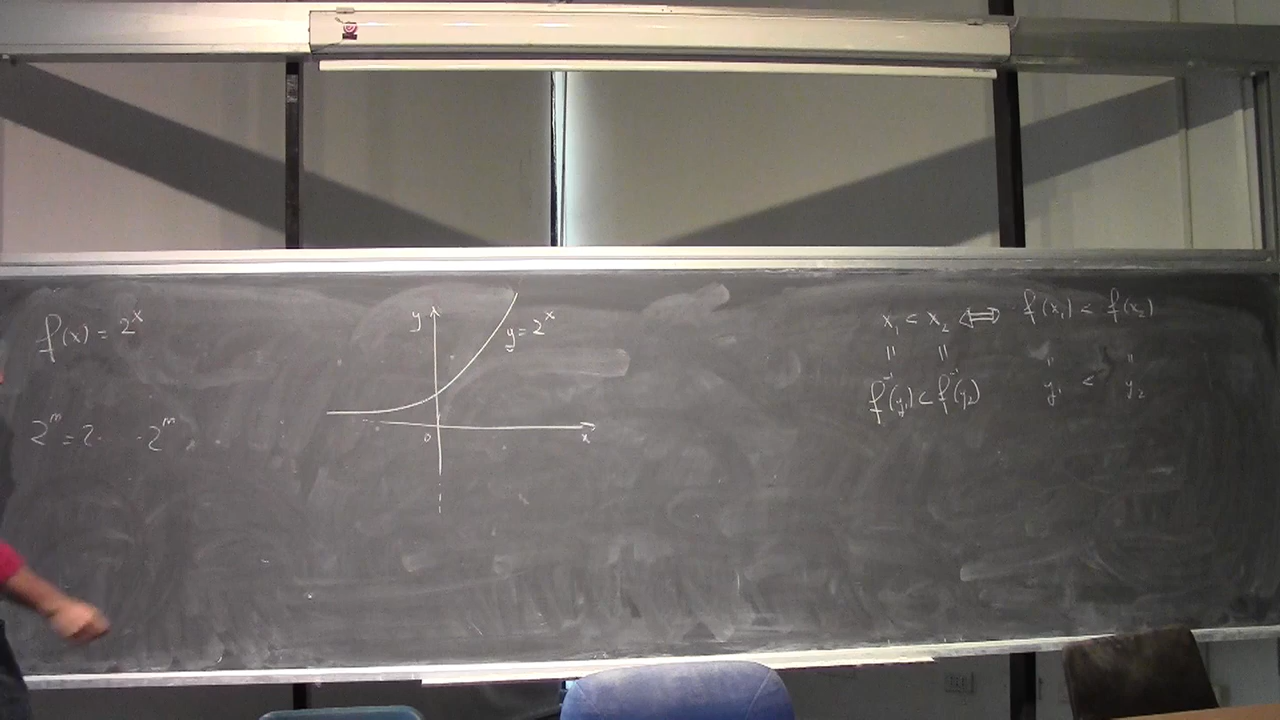 f(x) = 2^x
2^m = 2· ·2^m
y
y = 2^x
0
x
x₁ < x₂ ⟺ f(x₁) < f(x₂)
" " " "
f⁻¹(y₁) < f⁻¹(y₂) y₁ < y₂